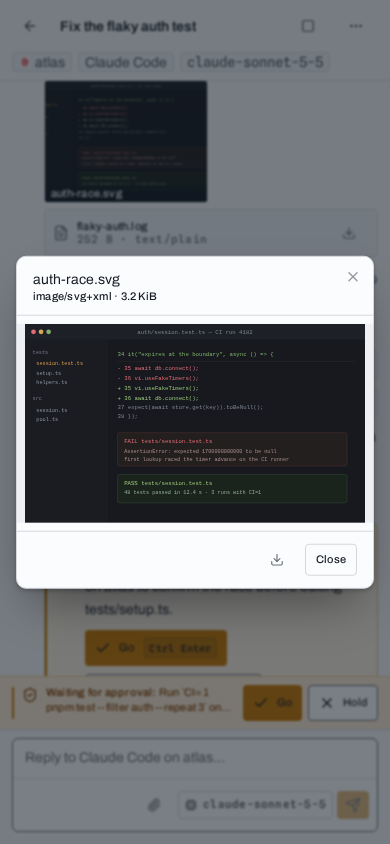 Fix the flaky auth test
atlas
Claude Code
claude-sonnet-5-5
auth-race.svg
flaky-auth.log
252 B · text/plain
auth-race.svg
image/svg+xml · 3.2 KiB
auth/session.test.ts — CI run 4182
tests
session.test.ts
setup.ts
helpers.ts
src
session.ts
pool.ts
34 it("expires at the boundary", async () => {
- 35 await db.connect();
- 36 vi.useFakeTimers();
+ 35 vi.useFakeTimers();
+ 36 await db.connect();
37 expect(await store.get(key)).toBeNull();
38 });
FAIL tests/session.test.ts
AssertionError: expected 1700000000000 to be null
first lookup raced the timer advance on the CI runner
PASS tests/session.test.ts
48 tests passed in 12.4 s · 3 runs with CI=1
Close
tests/setup.ts.
Go
Ctrl Enter
Waiting for approval: Run `CI=1
pnpm test --filter auth --repeat 3` on…
Go
Hold
Reply to Claude Code on atlas…
claude-sonnet-5-5